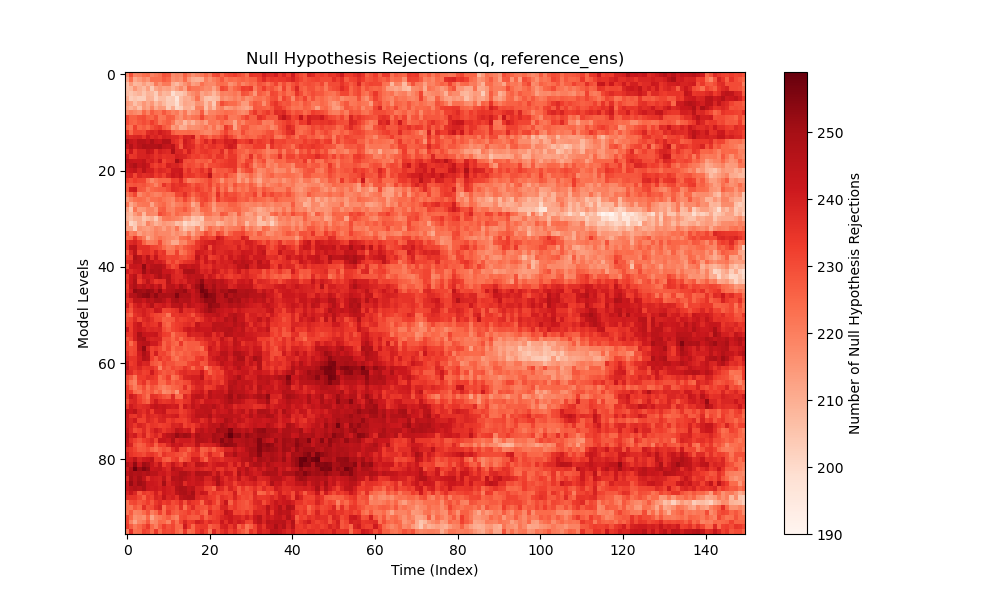 Null Hypothesis Rejections (q, reference_ens)
0
20
40
60
80
Model Levels
0 20 40 60 80 100 120 140
Time (Index)
250
240
230
220
210
200
190
Number of Null Hypothesis Rejections